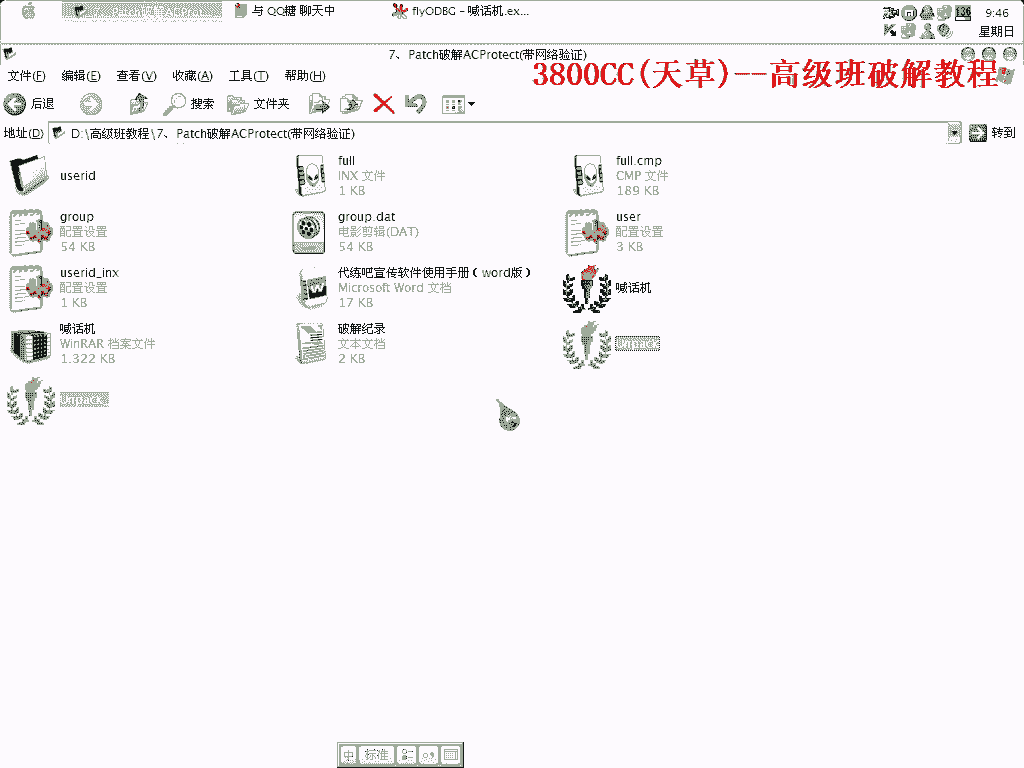 7、Patch破解ACProt...
与 QQ糖 聊天中
flyODBG - 喊话机.ex...
136
9:46
星期日
7、Patch破解ACProtect(带网络验证)
3800CC(天草)--高级班破解教程
文件(F) 编辑(E) 查看(V) 收藏(A) 工具(T) 帮助(H)
后退 搜索 文件夹
地址(D) D:\高级班教程\7、Patch破解ACProtect(带网络验证) 转到
userid
full
INX 文件
1 KB
full.cmp
CMP 文件
189 KB
group
配置设置
54 KB
group.dat
电影剪辑(DAT)
54 KB
user
配置设置
3 KB
userid_inx
配置设置
1 KB
代练吧宣传软件使用手册（word版）
Microsoft Word 文档
17 KB
喊话机
喊话机
WinRAR 档案文件
1.322 KB
破解纪录
文本文档
2 KB
unpack
unpack_
中 标准